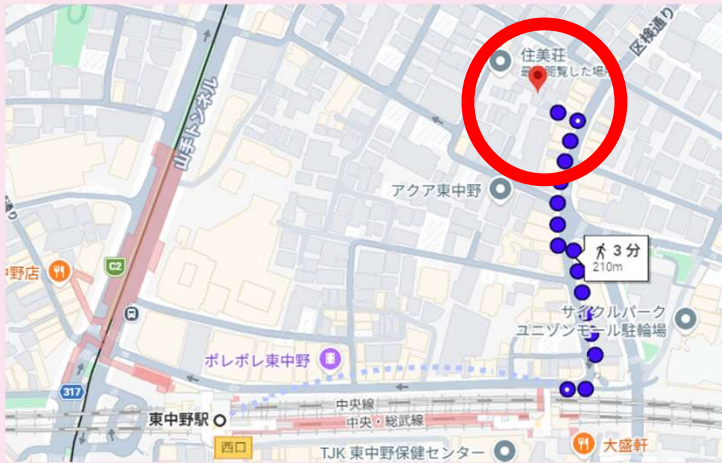 住美荘
最近閲覧した場所
区検通り
山手トンネル
アクア東中野
通り
3 分
210m
中野店
C2
サイクルパーク
ユニゾンモール駐輪場
ポレポレ東中野
317
中央線
東中野駅
中央・総武線
西口
TJK 東中野保健センター
大盛軒